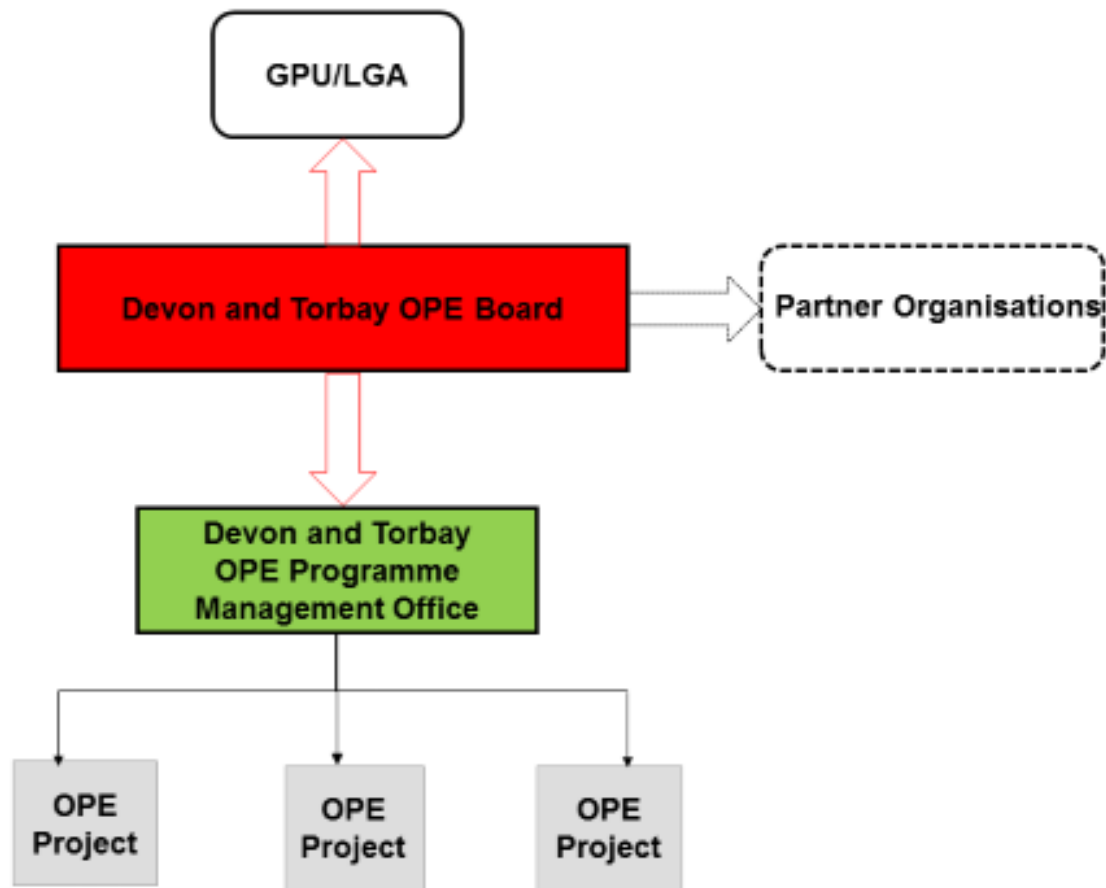 GPU/LGA
Devon and Torbay OPE Board
Partner Organisations
Devon and Torbay
OPE Programme
Management Office
OPE
Project
OPE
Project
OPE
Project